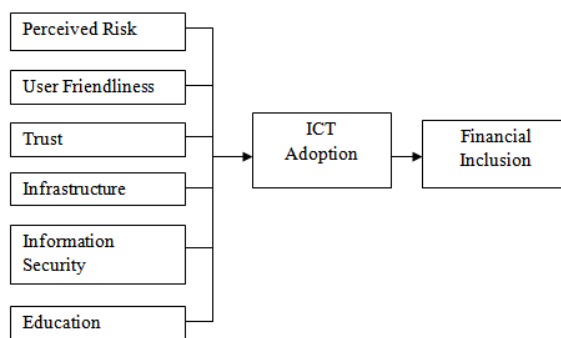 Perceived Risk
User Friendliness
Trust
Infrastructure
Information
Security
Education
ICT
Adoption
Financial
Inclusion